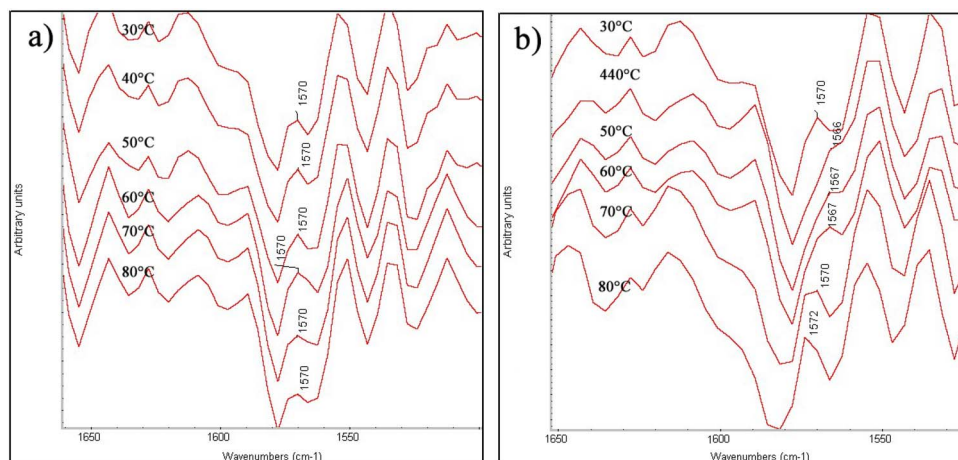 a)
30°C
40°C
50°C
60°C
70°C
80°C
1570
1570
1570
1570
1570
1570
Arbitrary units
1650
1600
1550
Wavenumbers (cm-1)
b)
30°C
440°C
50°C
60°C
70°C
80°C
1570
1566
1567
1567
1570
1572
Arbitrary units
1650
1600
1550
Wavenumbers (cm-1)